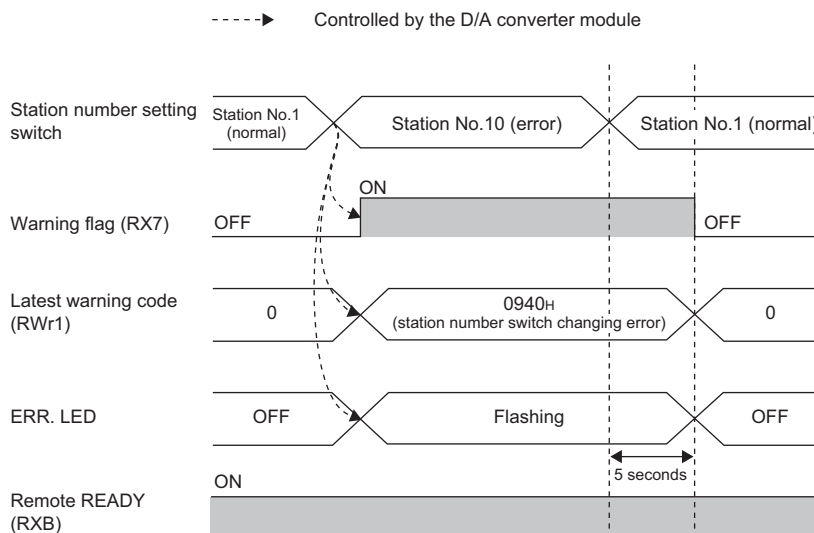 Controlled by the D/A converter module
Station number setting
switch
Station No.1
(normal)
Station No.10 (error)
Station No.1 (normal)
Warning flag (RX7)
OFF
ON
OFF
Latest warning code
(RWr1)
0
0940H
(station number switch changing error)
0
ERR. LED
OFF
Flashing
OFF
5 seconds
Remote READY
(RXB)
ON